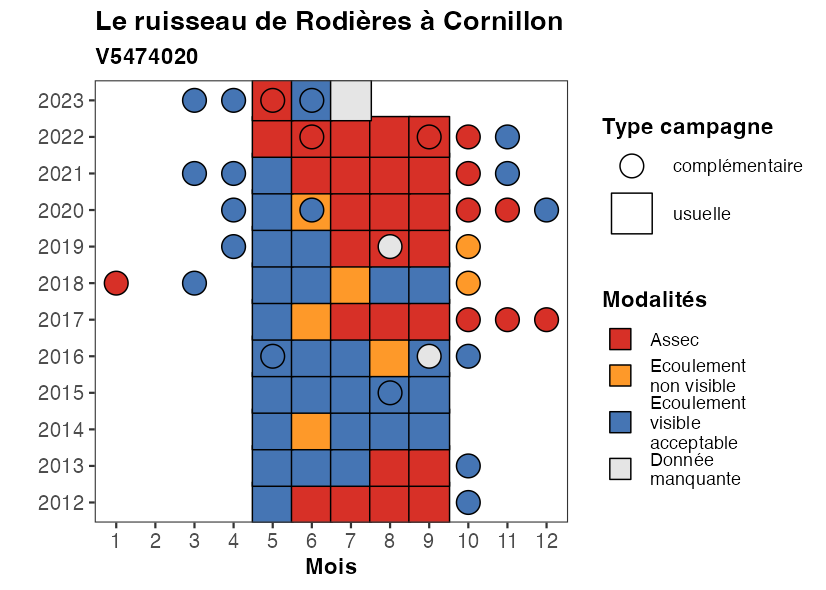 Le ruisseau de Rodières à Cornillon
V5474020
2023
2022
2021
2020
2019
2018
2017
2016
2015
2014
2013
2012
1 2 3 4 5 6 7 8 9 10 11 12
Mois
Type campagne
complémentaire
usuelle
Modalités
Assec
Ecoulement
non visible
Ecoulement
visible
acceptable
Donnée
manquante